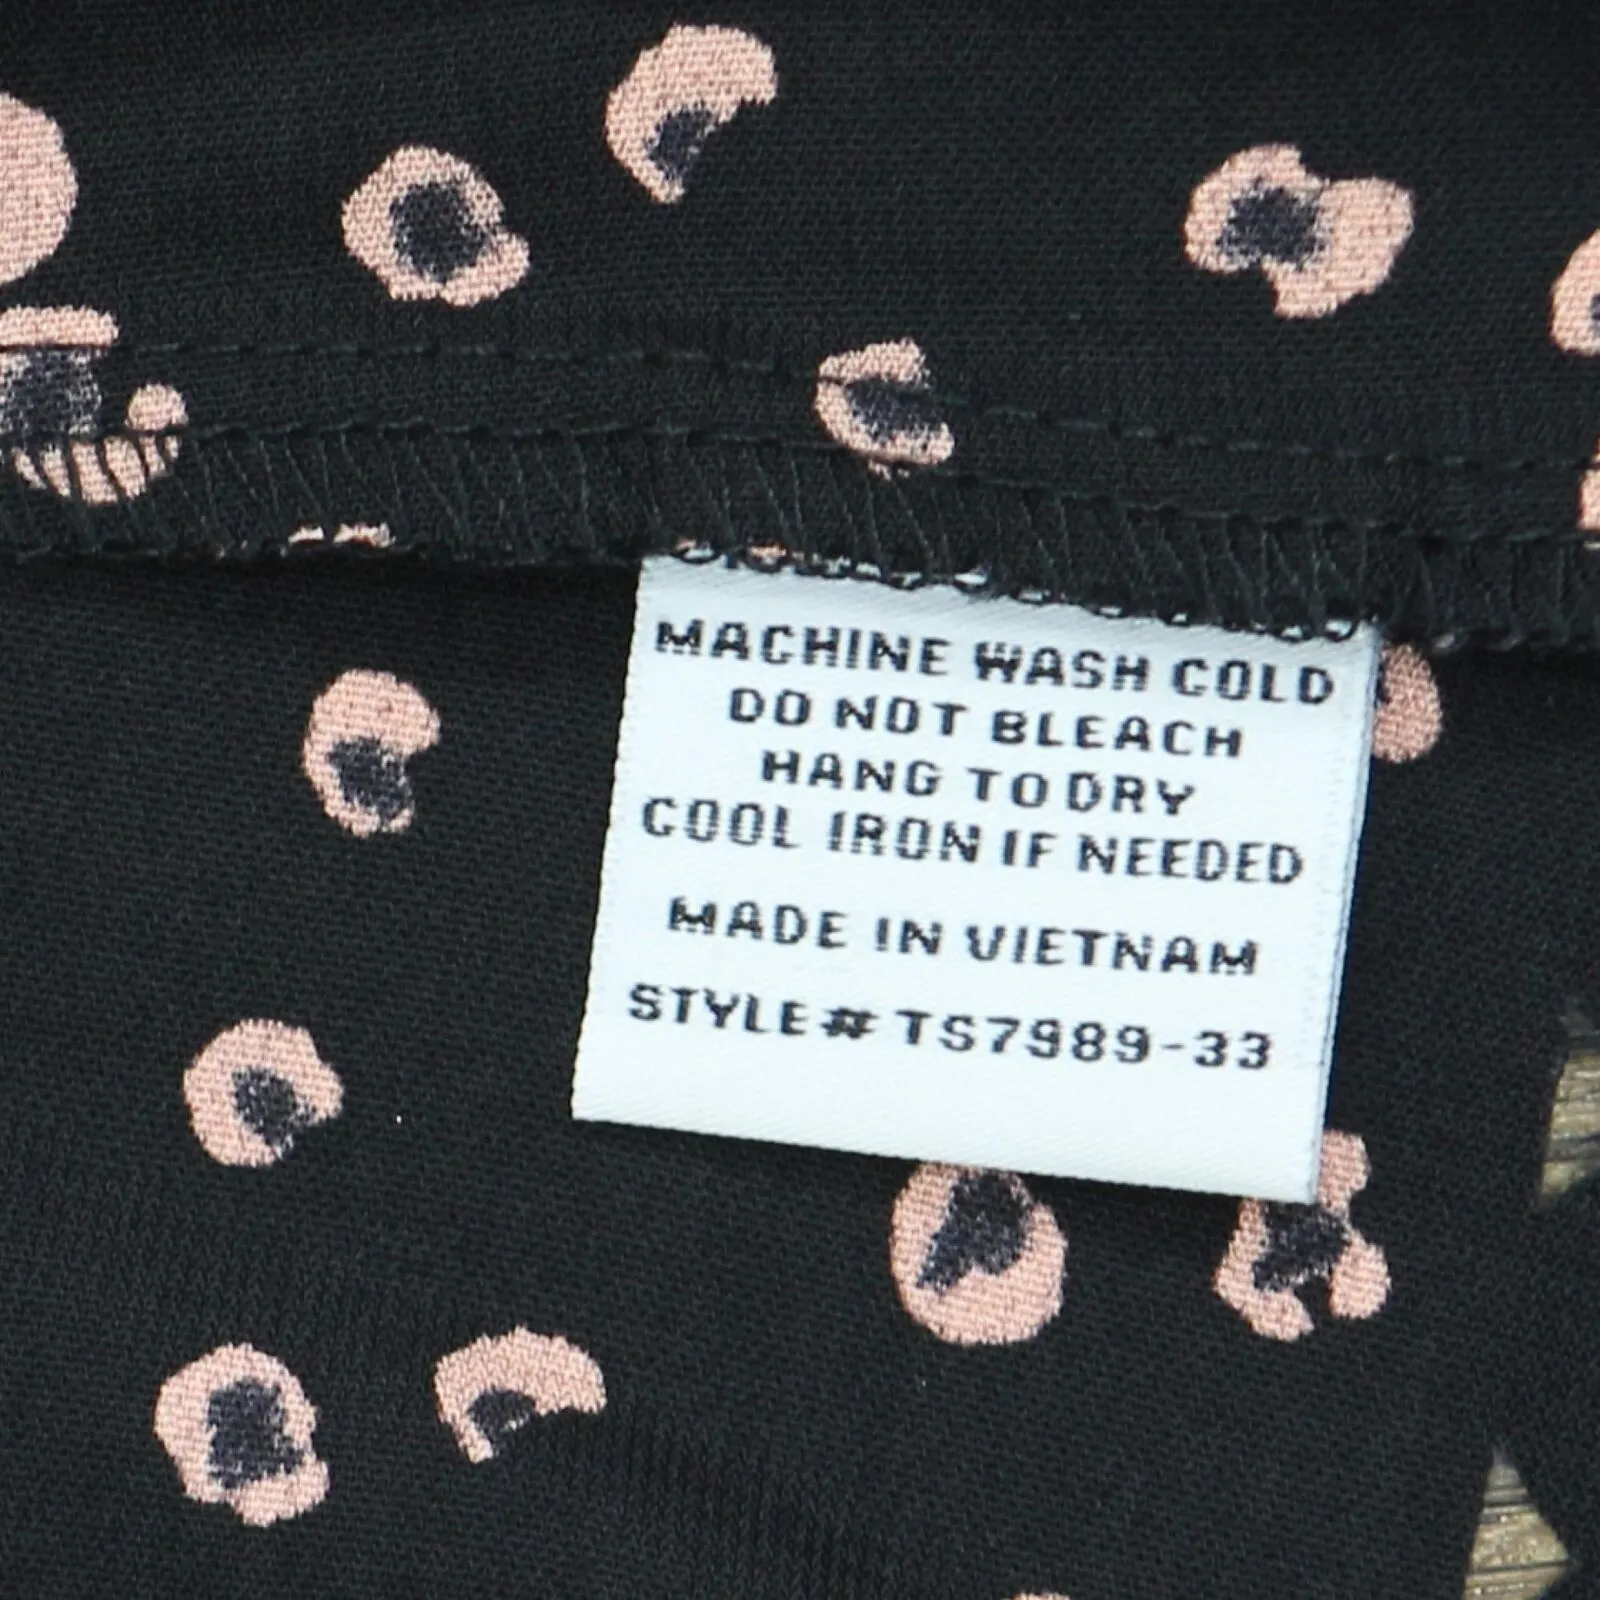 MACHINE WASH COLD
DO NOT BLEACH
HANG TO DRY
COOL IRON IF NEEDED
MADE IN VIETNAM
STYLE# TS7989-33